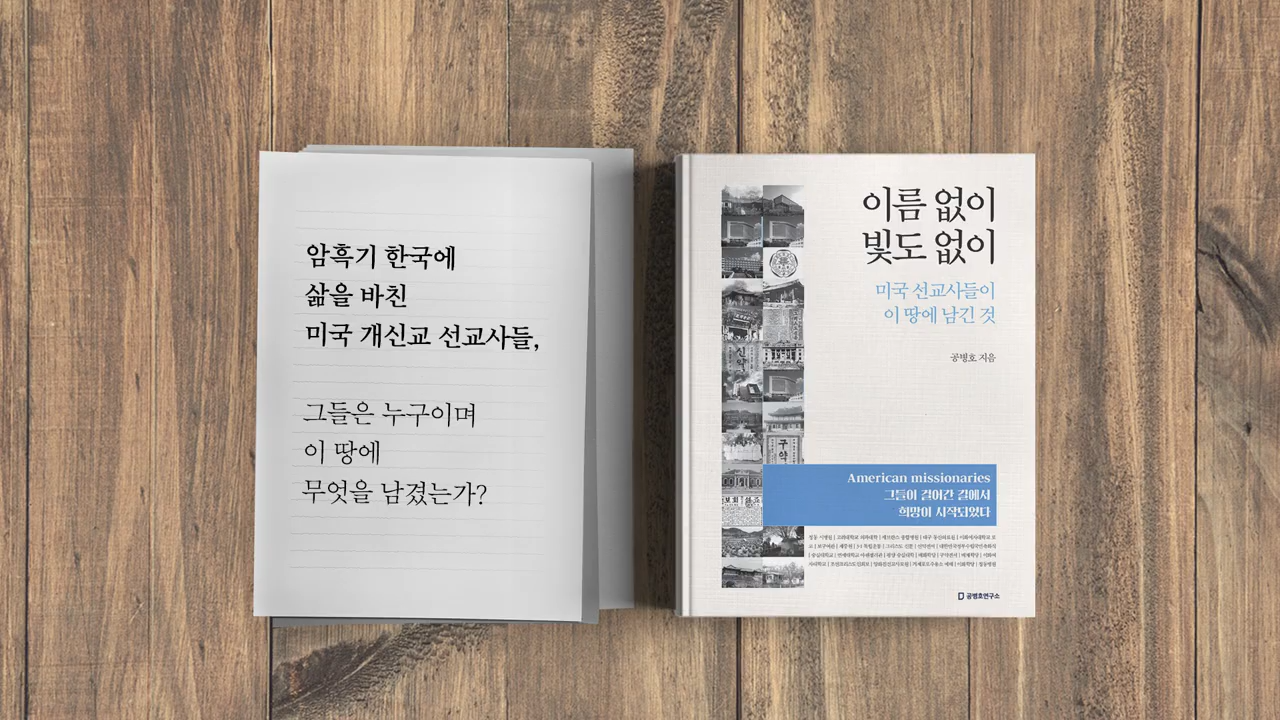 암흑기 한국에
삶을 바친
미국 개신교 선교사들,
그들은 누구이며
이 땅에
무엇을 남겼는가?
이름 없이
빛도 없이
미국 선교사들이
이 땅에 남긴 것
공병호 지음
신약
구약
American missionaries
그들이 걸어간 길에서
희망이 시작되었다
공병호연구소